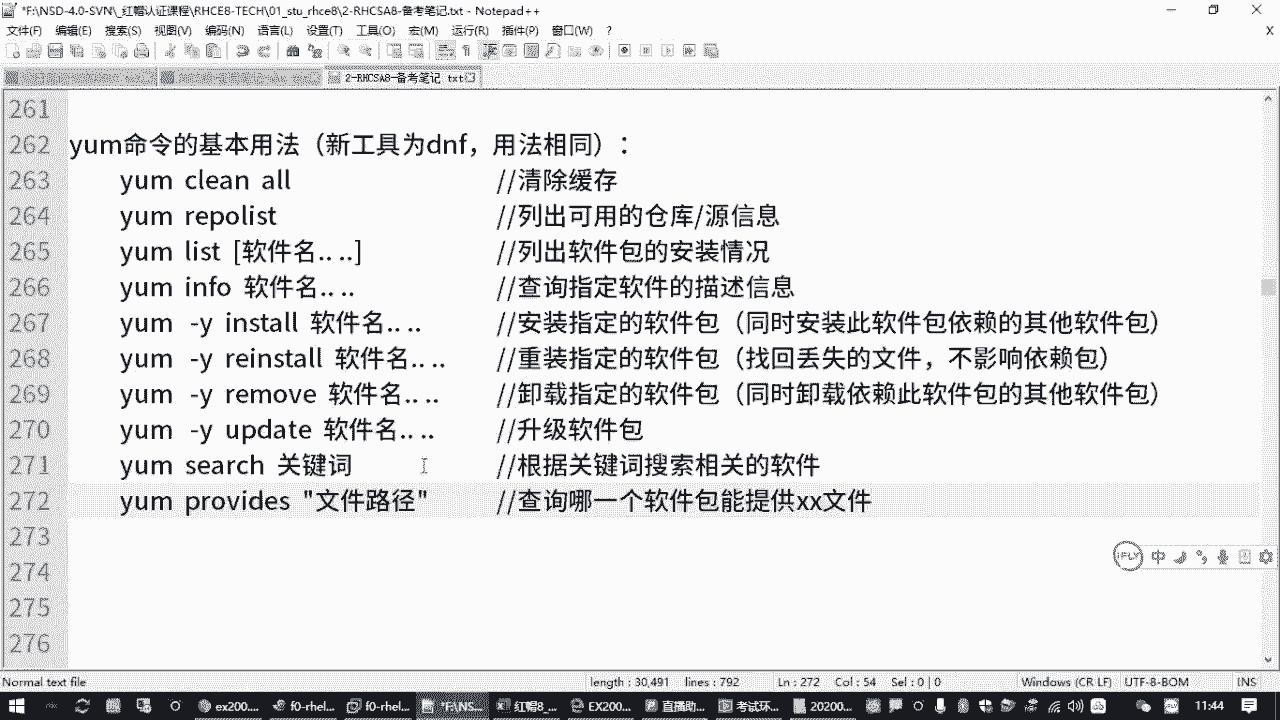 *F:\NSD-4.0-SVN\_红帽认证课程\RHCE8-TECH\01_stu_rhce8\2-RHCSA8-备考笔记.txt - Notepad++
文件(F) 编辑(E) 搜索(S) 视图(V) 编码(N) 语言(L) 设置(T) 工具(O) 宏(M) 运行(R) 插件(P) 窗口(W) ? X
2-RHCSA8-备考笔记.txt
261
262 yum命令的基本用法（新工具为dnf，用法相同）：
263 yum clean all //清除缓存
264 yum repolist //列出可用的仓库/源信息
265 yum list [软件名.. ..] //列出软件包的安装情况
266 yum info 软件名.. .. //查询指定软件的描述信息
267 yum -y install 软件名.. .. //安装指定的软件包（同时安装此软件包依赖的其他软件包）
268 yum -y reinstall 软件名.. .. //重装指定的软件包（找回丢失的文件，不影响依赖包）
269 yum -y remove 软件名.. .. //卸载指定的软件包（同时卸载依赖此软件包的其他软件包）
270 yum -y update 软件名.. .. //升级软件包
271 yum search 关键词 //根据关键词搜索相关的软件
272 yum provides "文件路径" //查询哪一个软件包能提供xx文件
273
274
275
276
iFLY 中
Normal text file length : 30,491 lines : 792 Ln : 272 Col : 54 Sel : 0 | 0 Windows (CR LF) UTF-8-BOM INS
ex200... f0-rhel... f0-rhel... *F:\NS... 红帽8_... EX200... 直播助... 考试环... 20200... 11:44